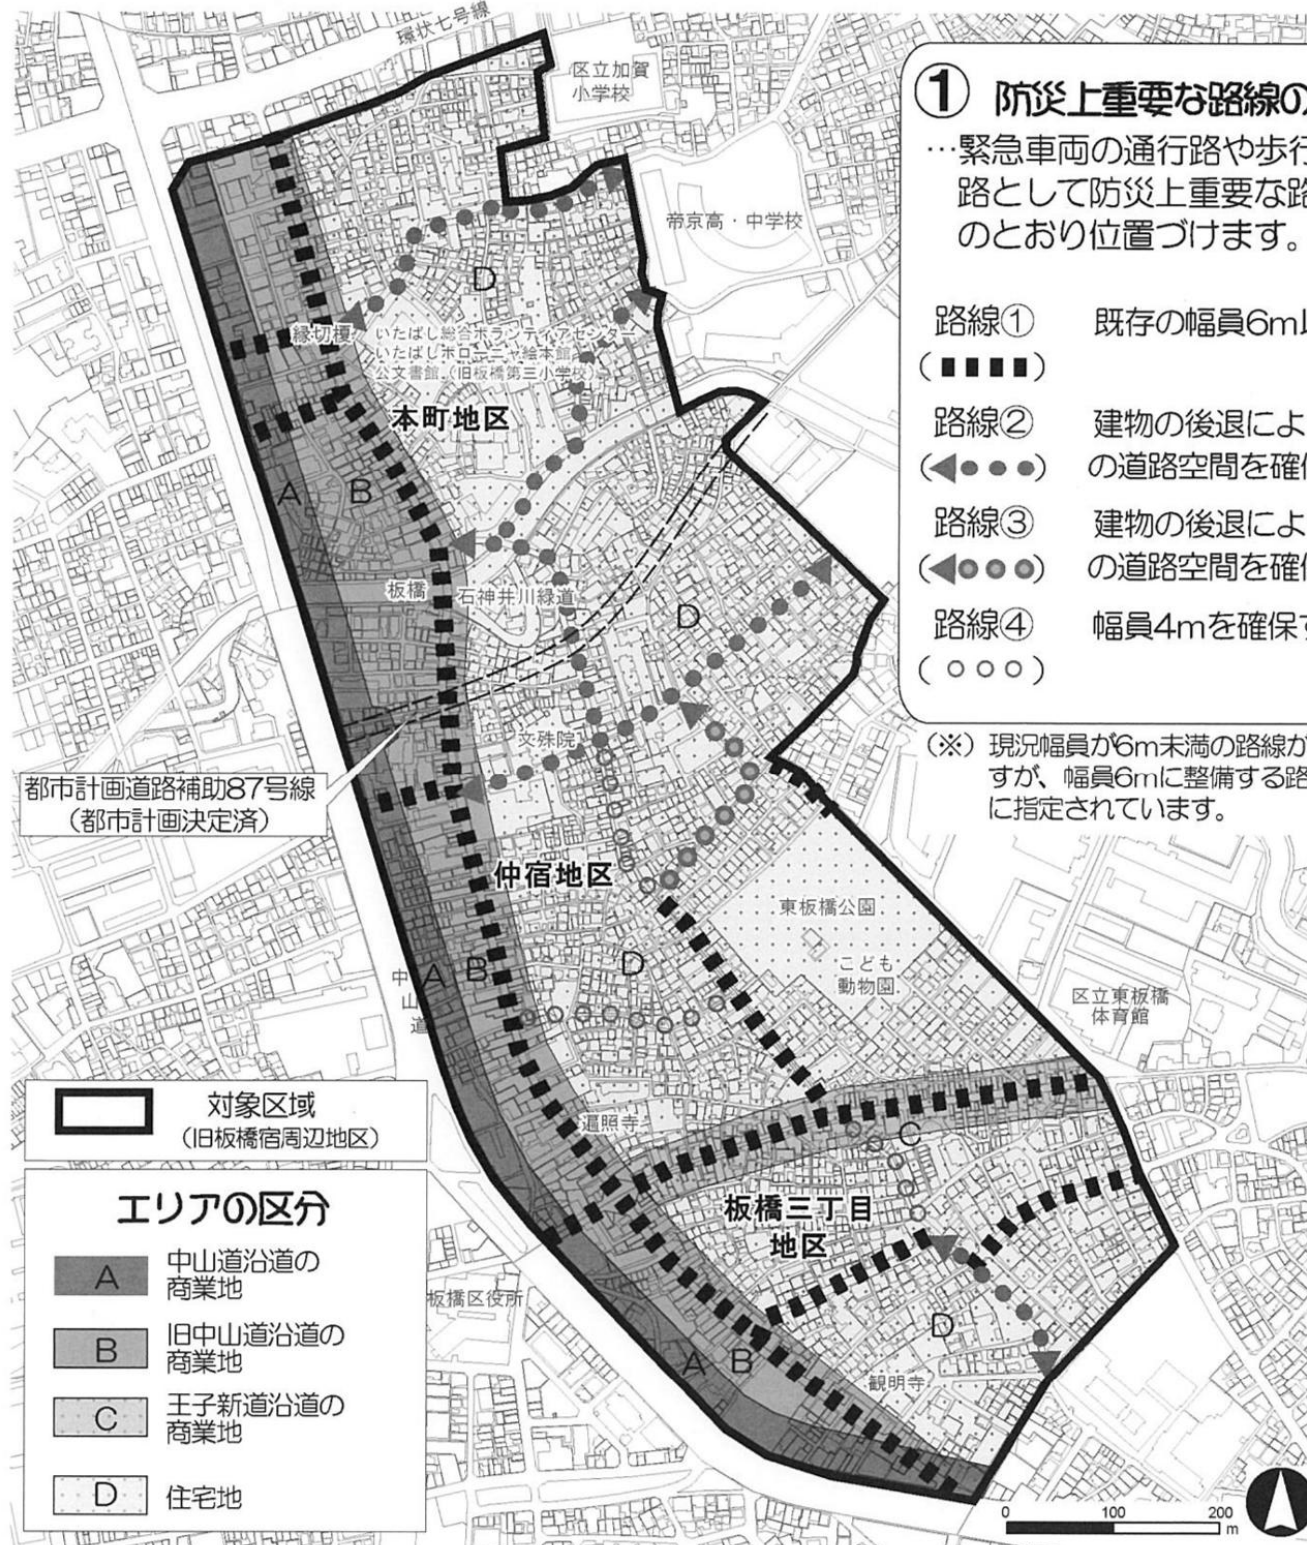 環状七号線
区立加賀
小学校
① 防災上重要な路線の
…緊急車両の通行路や歩行
路として防災上重要な路
のとおり位置づけます。
帝京高・中学校
D
路線① 既存の幅員6m以
縁切榎
いたばし総合ボランティアセンター
いたばしボローニャ絵本館
公文書館(旧板橋第三小学校)
本町地区
路線② 建物の後退によ
の道路空間を確保
A B
路線③ 建物の後退によ
の道路空間を確保
板橋
石神井川緑道
D
路線④ 幅員4mを確保す
文殊院
(※) 現況幅員が6m未満の路線が
すが、幅員6mに整備する路
に指定されています。
都市計画道路補助87号線
(都市計画決定済)
仲宿地区
東板橋公園
こども
動物園
A B D
中山道
区立東板橋
体育館
対象区域
(旧板橋宿周辺地区)
遍照寺
C
エリアの区分
板橋三丁目
地区
A 中山道沿道の
商業地
板橋区役所
B 旧中山道沿道の
商業地
D
A B
観明寺
C 王子新道沿道の
商業地
D 住宅地
0 100 200
m